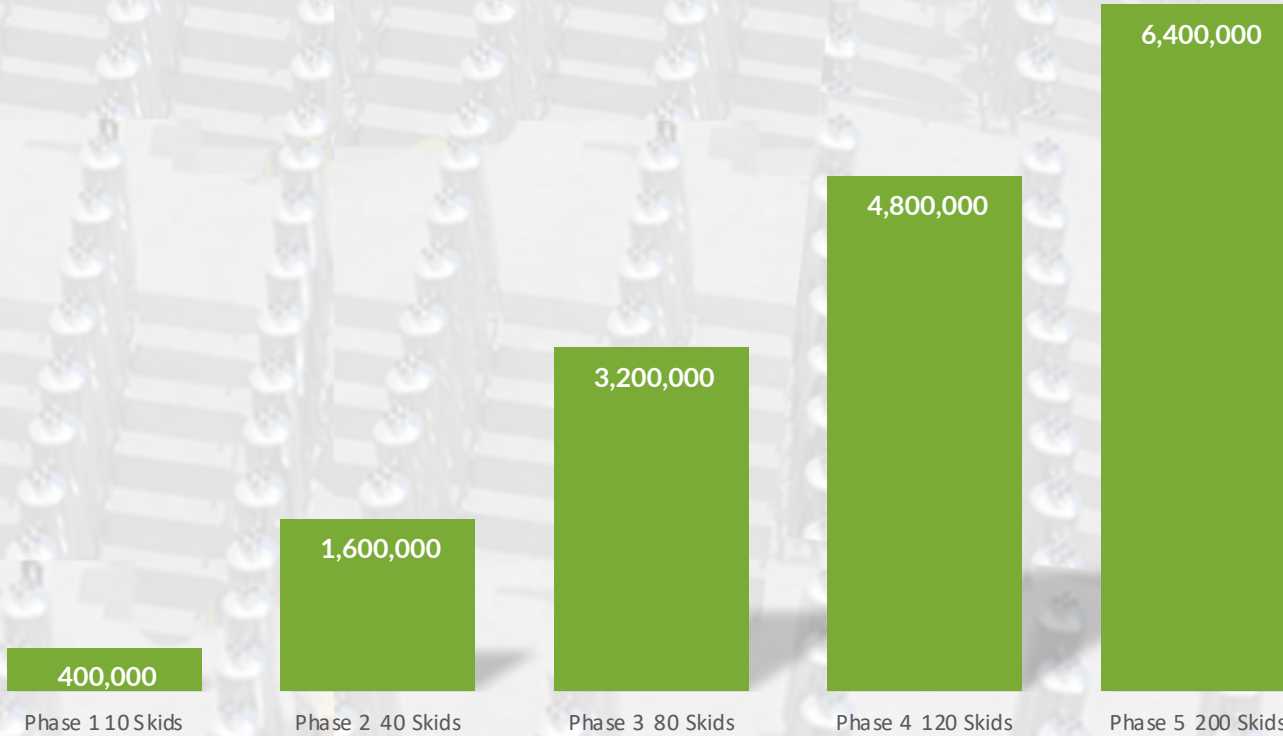 6,400,000
4,800,000
3,200,000
1,600,000
400,000
Phase 1 10 Skids
Phase 2 40 Skids
Phase 3 80 Skids
Phase 4 120 Skids
Phase 5 200 Skids